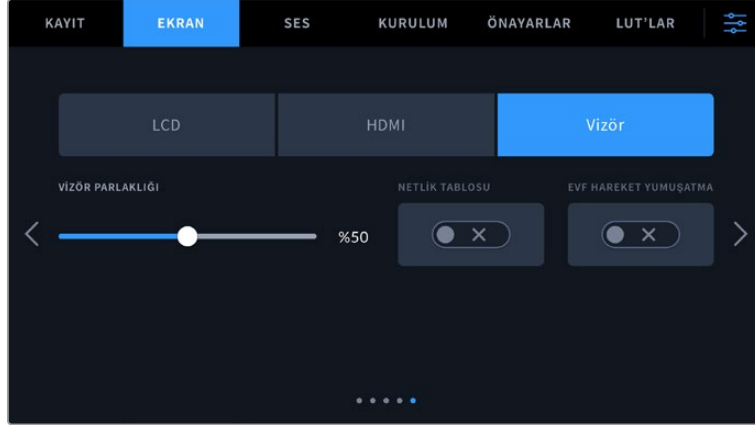 KAYIT EKRAN SES KURULUM ÖNAYARLAR LUT'LAR
LCD HDMI Vizör
VİZÖR PARLAKLIĞI NETLİK TABLOSU EVF HAREKET YUMUŞATMA
%50